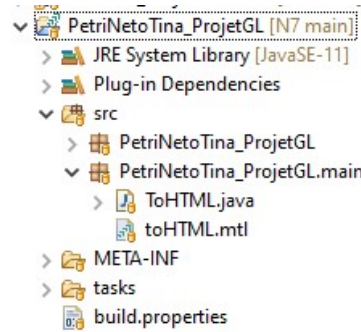 PetriNetoTina_ProjetGL [N7 main]
JRE System Library [JavaSE-11]
Plug-in Dependencies
src
PetriNetoTina_ProjetGL
PetriNetoTina_ProjetGL.main
ToHTML.java
toHTML.mtl
META-INF
tasks
build.properties